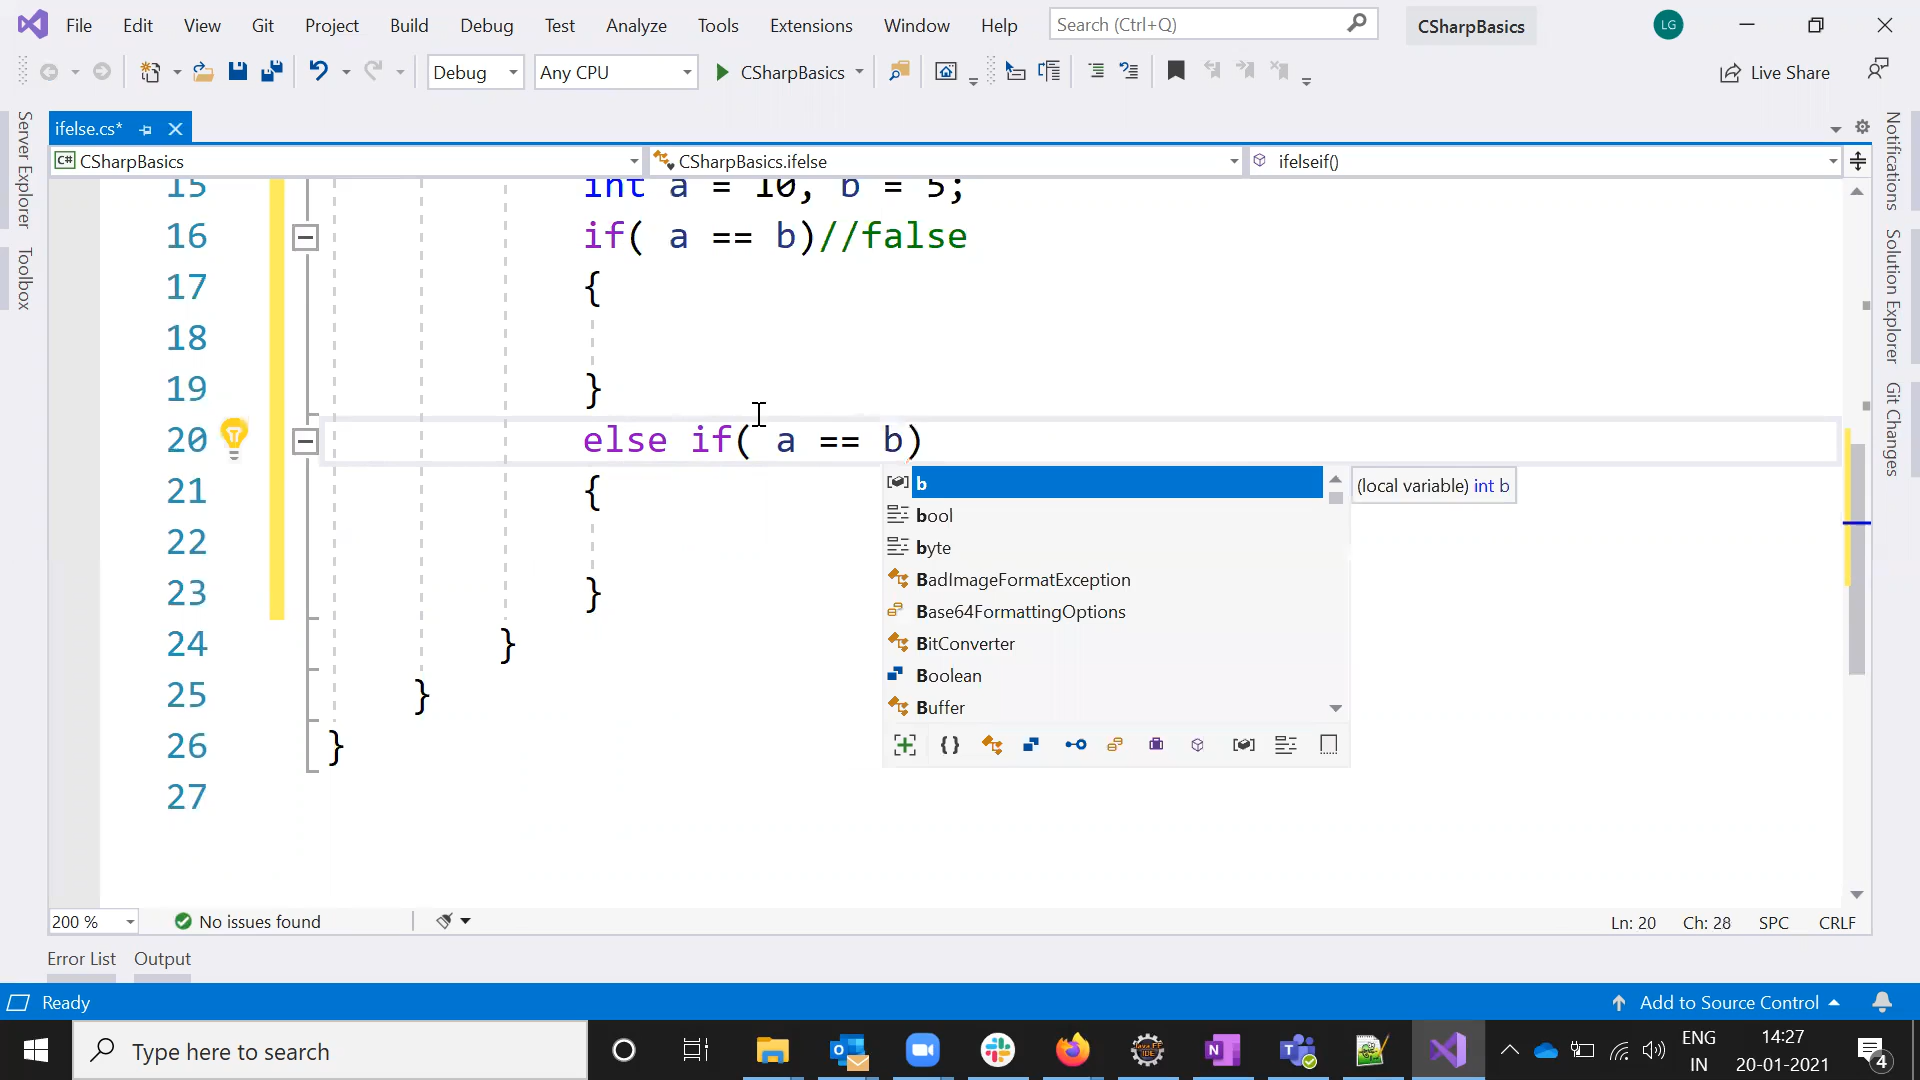 File Edit View Git Project Build Debug Test Analyze Tools Extensions Window Help Search (Ctrl+Q) CSharpBasics LG
Debug Any CPU CSharpBasics Live Share
Server Explorer
Toolbox
ifelse.cs*
C# CSharpBasics CSharpBasics.ifelse ifelseif()
15 int a = 10, b = 5;
16 if( a == b)//false
17 {
18
19 }
20 else if( a == b)
21 {
22
23 }
24 }
25 }
26 }
27
b
bool
byte
BadImageFormatException
Base64FormattingOptions
BitConverter
Boolean
Buffer
(local variable) int b
Notifications
Solution Explorer
Git Changes
200 % No issues found Ln: 20 Ch: 28 SPC CRLF
Error List Output
Ready Add to Source Control
Type here to search
Java EE
IDE
ENG
IN
14:27
20-01-2021
4